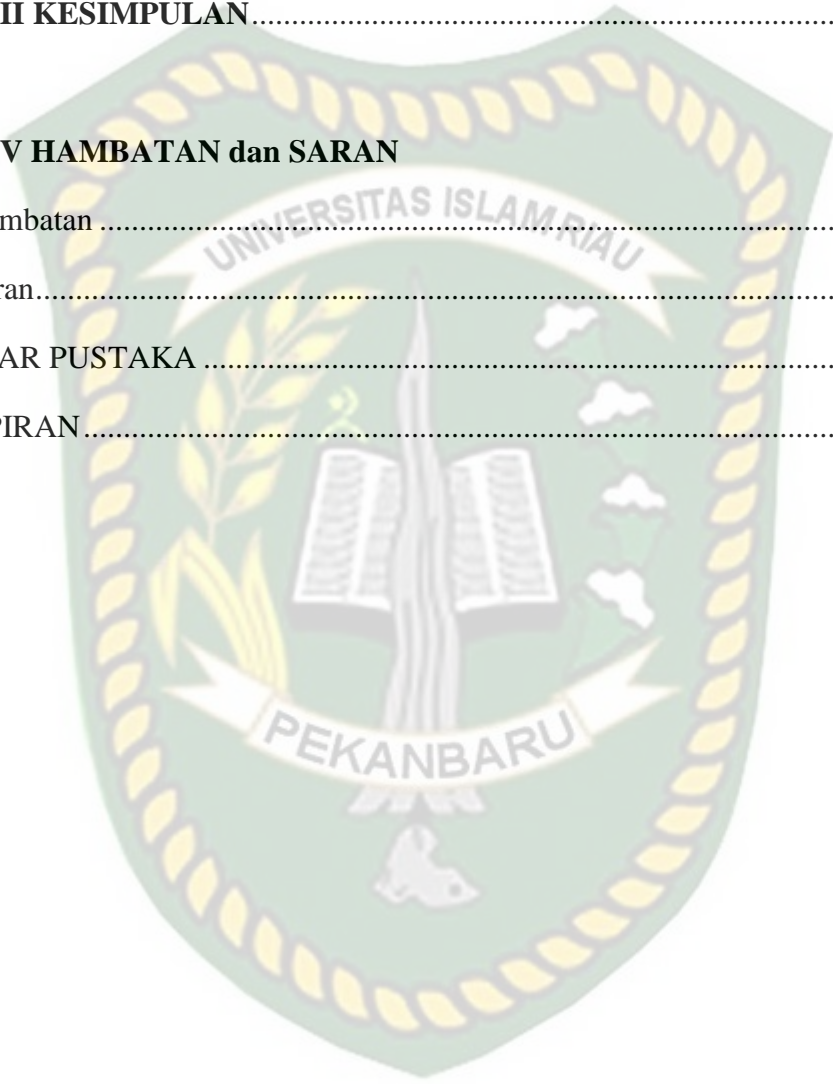 II KESIMPULAN........................................................................
V HAMBATAN dan SARAN
mbatan ........................................................................
ran........................................................................
AR PUSTAKA ........................................................................
PIRAN........................................................................
UNIVERSITAS ISLAM RIAU
PEKANBARU